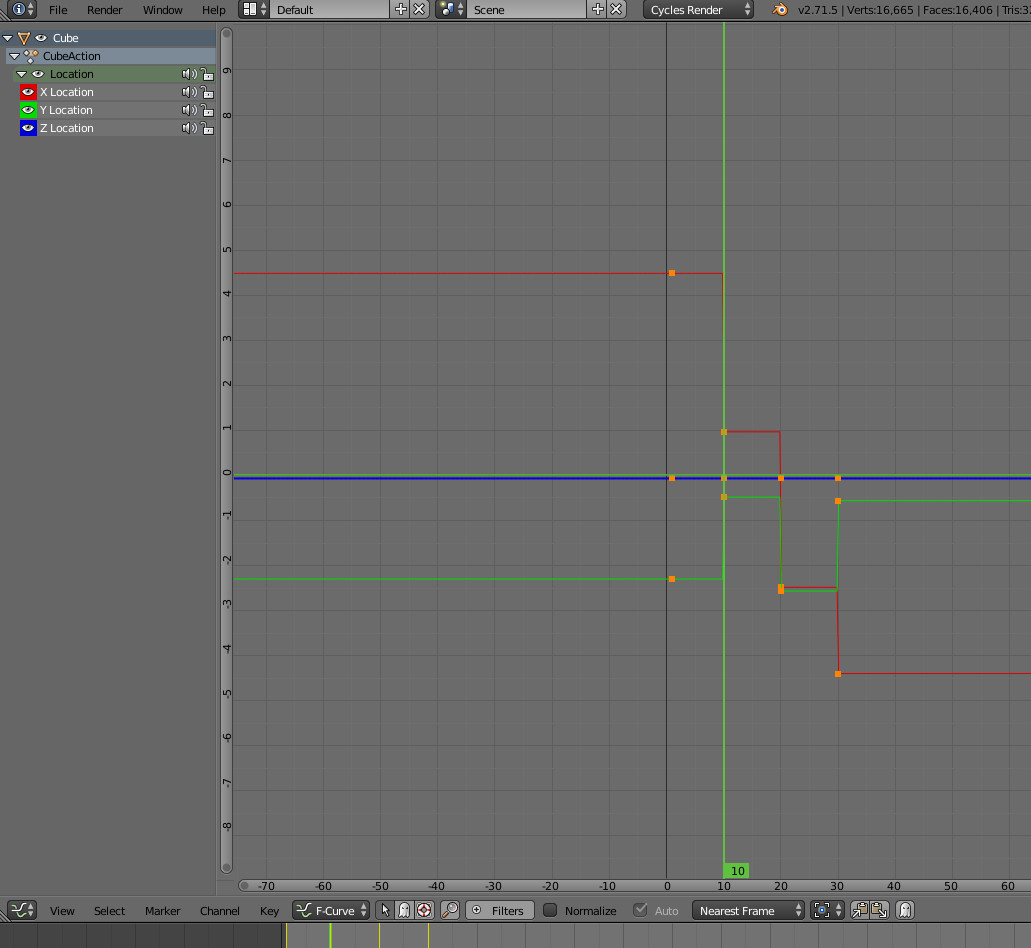 File Render Window Help Default Scene Cycles Render v2.71.5 | Verts:16,665 | Faces:16,406 | Tris:3
Cube
CubeAction
Location
X Location
Y Location
Z Location
9
8
7
6
5
4
3
2
1
0
-1
-2
-3
-4
-5
-6
-7
-8
10
-70 -60 -50 -40 -30 -20 -10 0 10 20 30 40 50 60
View Select Marker Channel Key F-Curve Filters Normalize Auto Nearest Frame